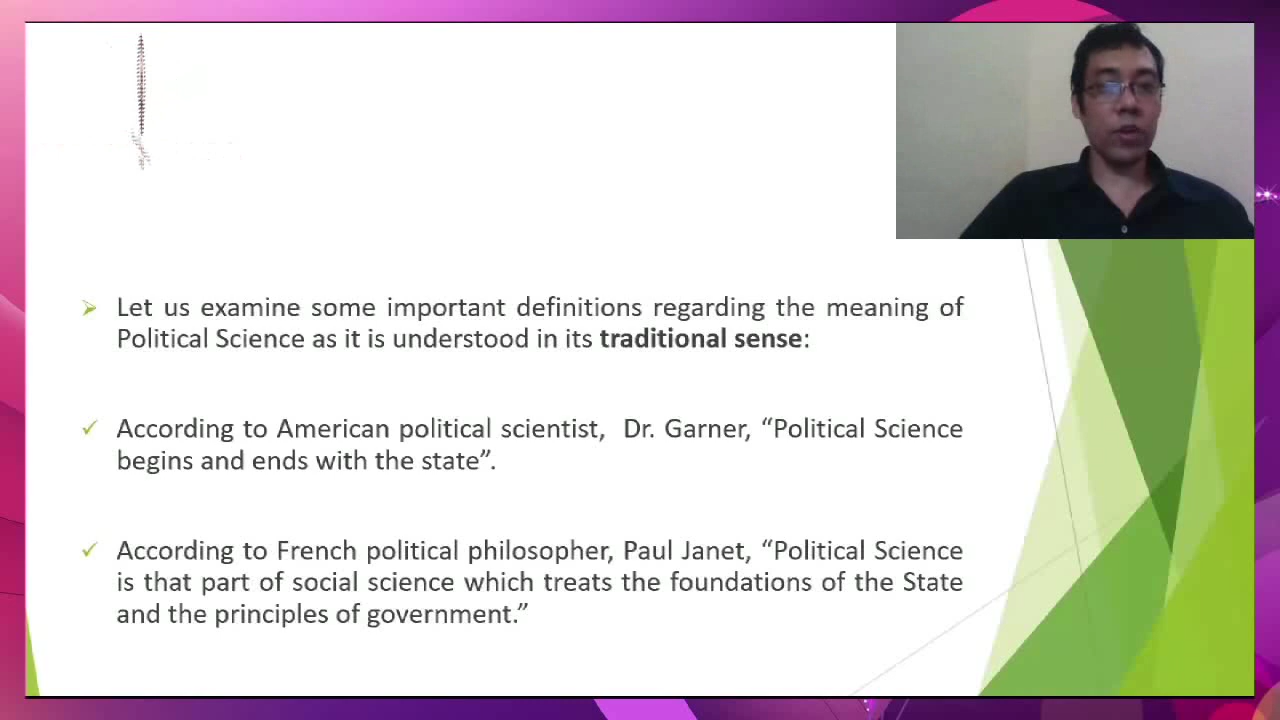 Let us examine some important definitions regarding the meaning of
Political Science as it is understood in its traditional sense:
According to American political scientist, Dr. Garner, “Political Science
begins and ends with the state”.
According to French political philosopher, Paul Janet, “Political Science
is that part of social science which treats the foundations of the State
and the principles of government.”